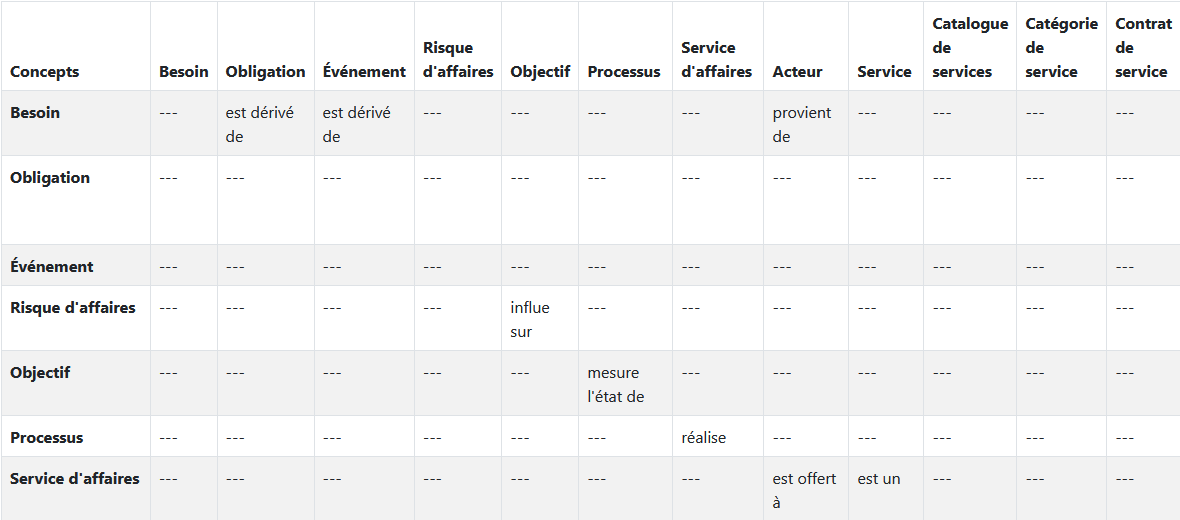 Concepts Besoin Obligation Événement Risque d'affaires Objectif Processus Service d'affaires Acteur Service Catalogue de services Catégorie de service Contrat de service
Besoin --- est dérivé de est dérivé de --- --- --- --- provient de --- --- --- ---
Obligation --- --- --- --- --- --- --- --- --- --- --- ---
Événement --- --- --- --- --- --- --- --- --- --- --- ---
Risque d'affaires --- --- --- --- influe sur --- --- --- --- --- --- ---
Objectif --- --- --- --- --- mesure l'état de --- --- --- --- --- ---
Processus --- --- --- --- --- --- réalise --- --- --- --- ---
Service d'affaires --- --- --- --- --- --- --- est offert à est un --- --- ---